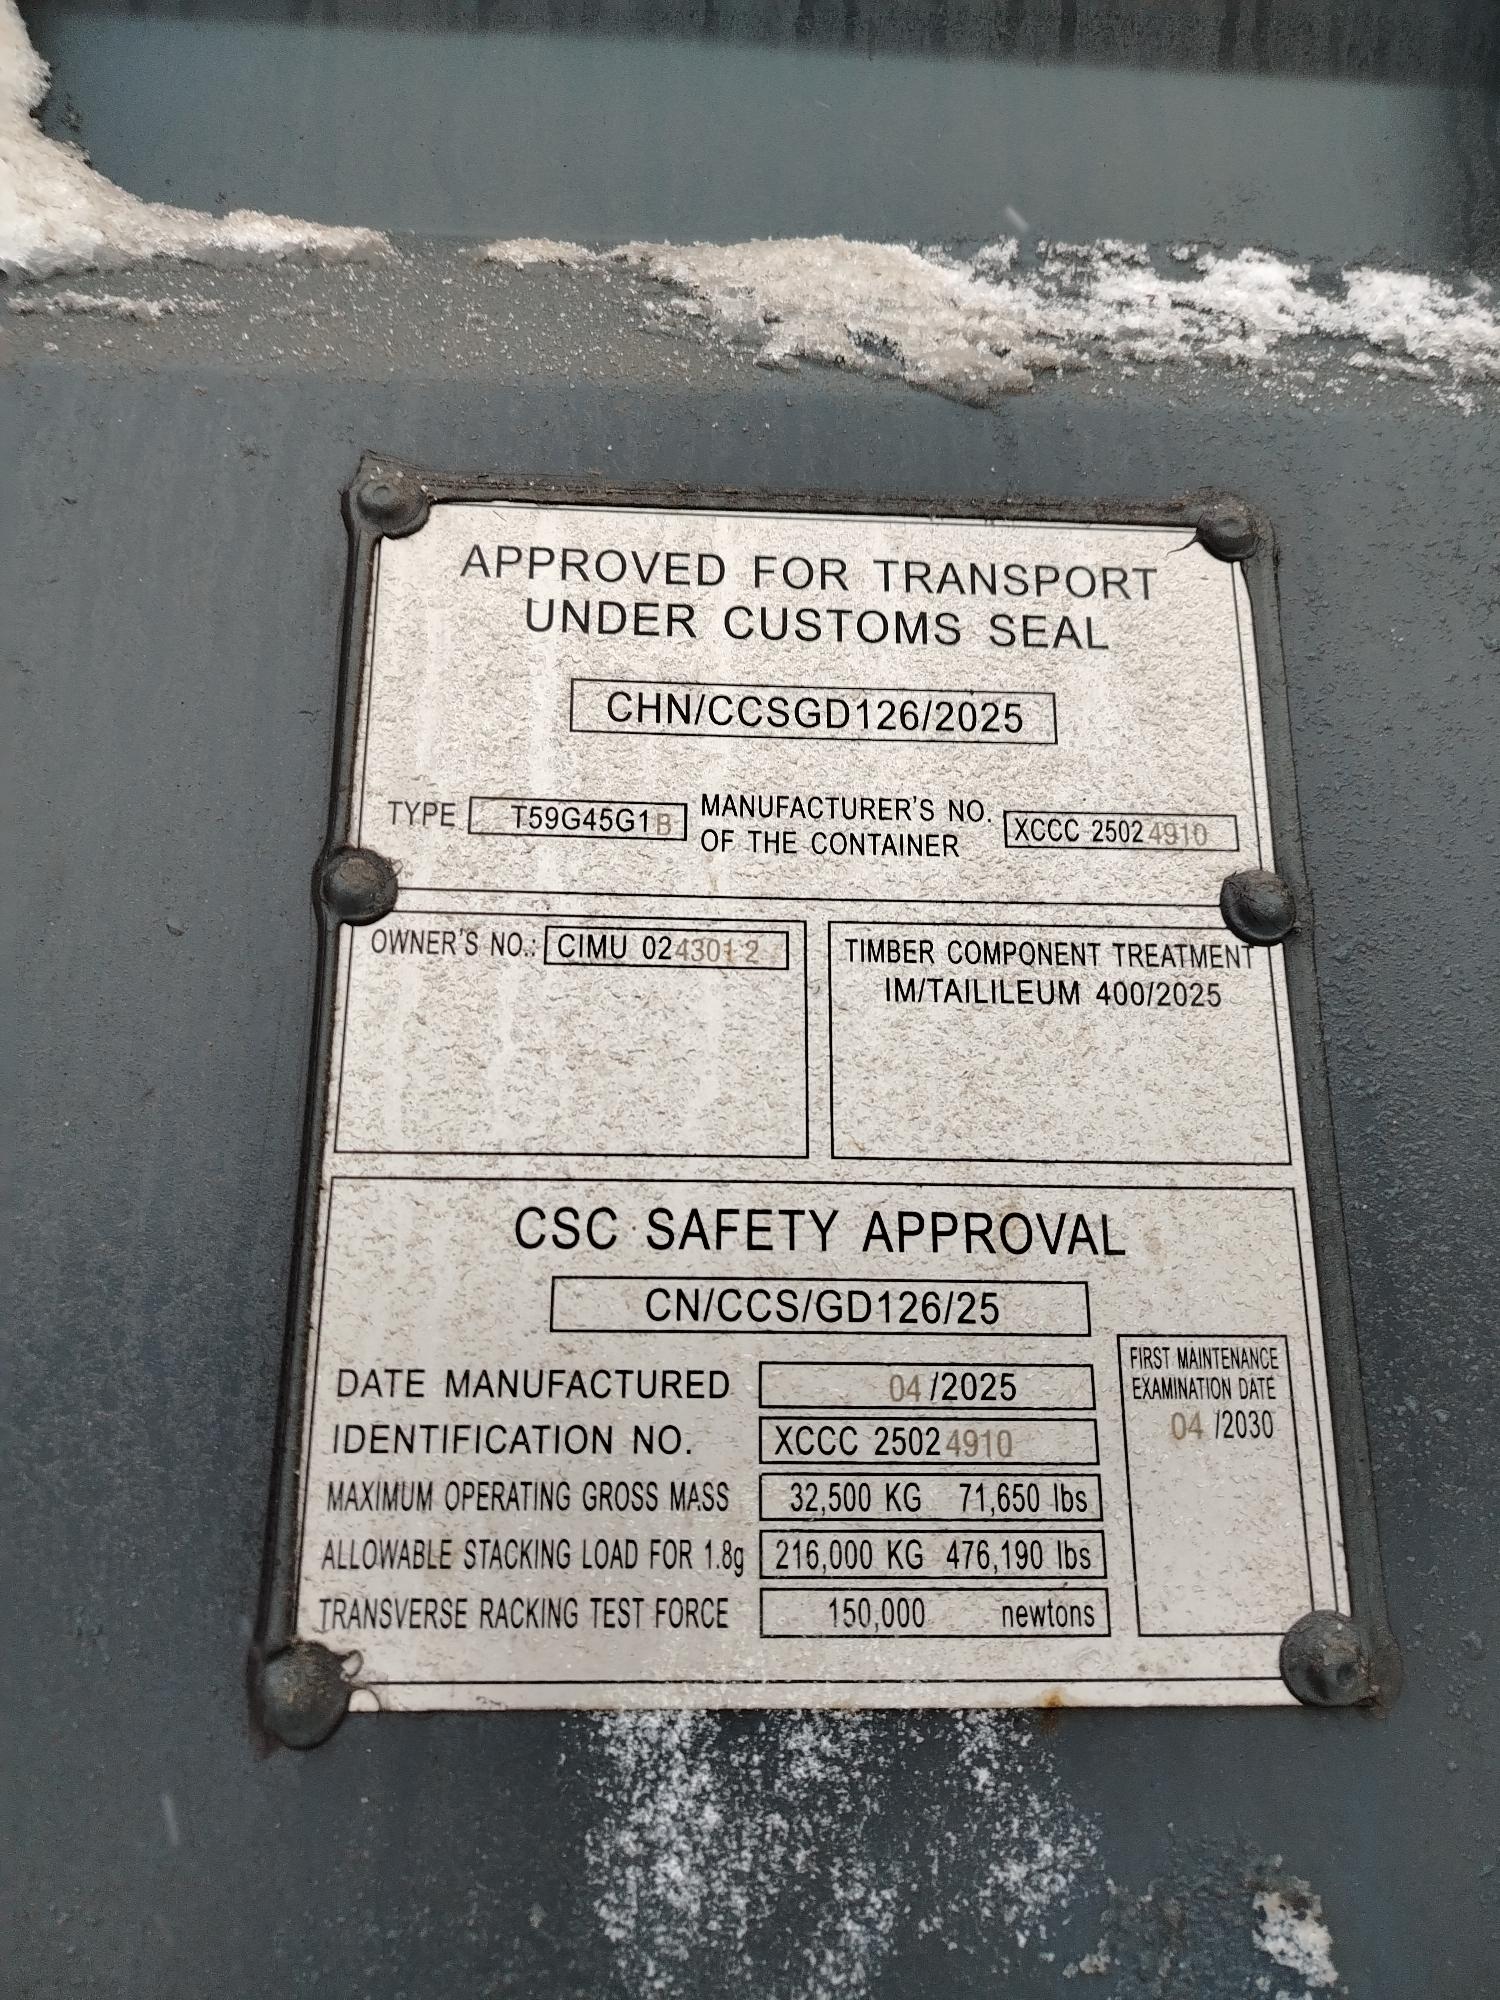 APPROVED FOR TRANSPORT
UNDER CUSTOMS SEAL
CHN/CCSGD126/2025
TYPE T59G45G1B
MANUFACTURER'S NO.
OF THE CONTAINER
XCCC 25024910
OWNER'S NO.: CIMU 024301 2
TIMBER COMPONENT TREATMENT
IM/TAILILEUM 400/2025
CSC SAFETY APPROVAL
CN/CCS/GD126/25
DATE MANUFACTURED 04/2025
IDENTIFICATION NO. XCCC 25024910
MAXIMUM OPERATING GROSS MASS 32,500 KG 71,650 lbs
ALLOWABLE STACKING LOAD FOR 1.8g 216,000 KG 476,190 lbs
TRANSVERSE RACKING TEST FORCE 150,000 newtons
FIRST MAINTENANCE
EXAMINATION DATE
04 /2030